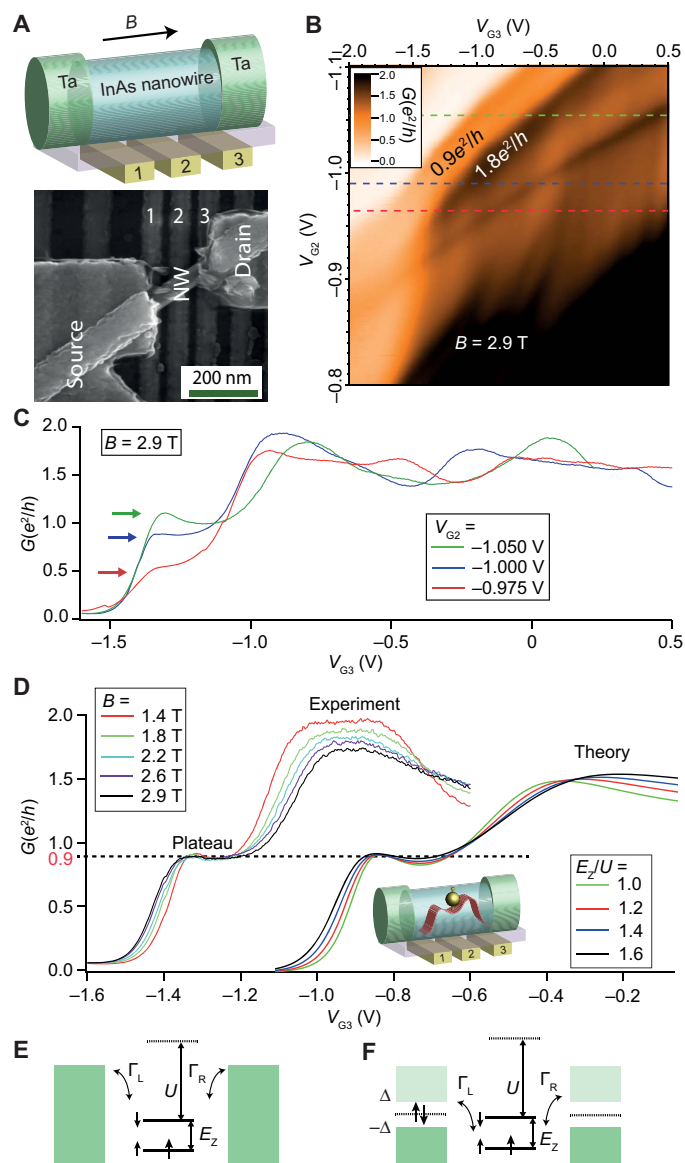 A
B
Ta
InAs nanowire
Ta
1
2
3
1 2 3
Source
NW
Drain
200 nm
B
V_G3 (V)
−2.0 −1.5 −1.0 −0.5 0.0 0.5
V_G2 (V)
−1.1
−1.0
−0.9
−0.8
G(e²/h)
2.0
1.5
1.0
0.5
0.0
0.9e²/h
1.8e²/h
B = 2.9 T
C
B = 2.9 T
G(e²/h)
2.0
1.5
1.0
0.5
0.0
V_G2 =
−1.050 V
−1.000 V
−0.975 V
−1.5 −1.0 −0.5 0 0.5
V_G3 (V)
D
B =
1.4 T
1.8 T
2.2 T
2.6 T
2.9 T
Experiment
Theory
Plateau
G(e²/h)
2.0
1.5
1.0
0.9
0.5
0.0
E_Z/U =
1.0
1.2
1.4
1.6
1 2 3
−1.6 −1.4 −1.2 −1.0 −0.8 −0.6 −0.4 −0.2
V_G3 (V)
E
Γ_L
U
Γ_R
E_Z
F
Δ
−Δ
Γ_L
U
Γ_R
E_Z